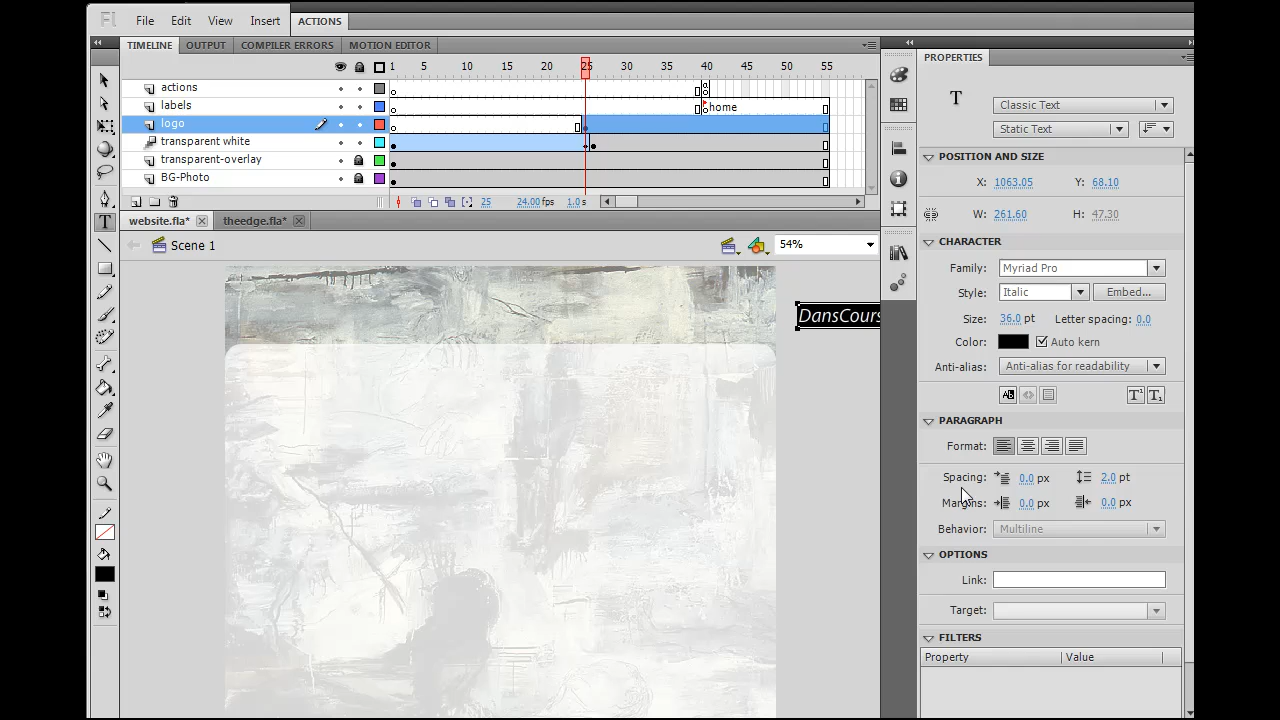 Fl File Edit View Insert ACTIONS
TIMELINE OUTPUT COMPILER ERRORS MOTION EDITOR
1 5 10 15 20 25 30 35 40 45 50 55
actions
labels home
logo
transparent white
transparent-overlay
BG-Photo
25 24.00 fps 1.0 s
website.fla* theedge.fla*
Scene 1 54%
DansCours
PROPERTIES
T Classic Text
Static Text
POSITION AND SIZE
X: 1063.05 Y: 68.10
W: 261.60 H: 47.30
CHARACTER
Family: Myriad Pro
Style: Italic Embed...
Size: 36.0 pt Letter spacing: 0.0
Color: Auto kern
Anti-alias: Anti-alias for readability
PARAGRAPH
Format:
Spacing: 0.0 px 2.0 pt
Margins: 0.0 px 0.0 px
Behavior: Multiline
OPTIONS
Link:
Target:
FILTERS
Property Value